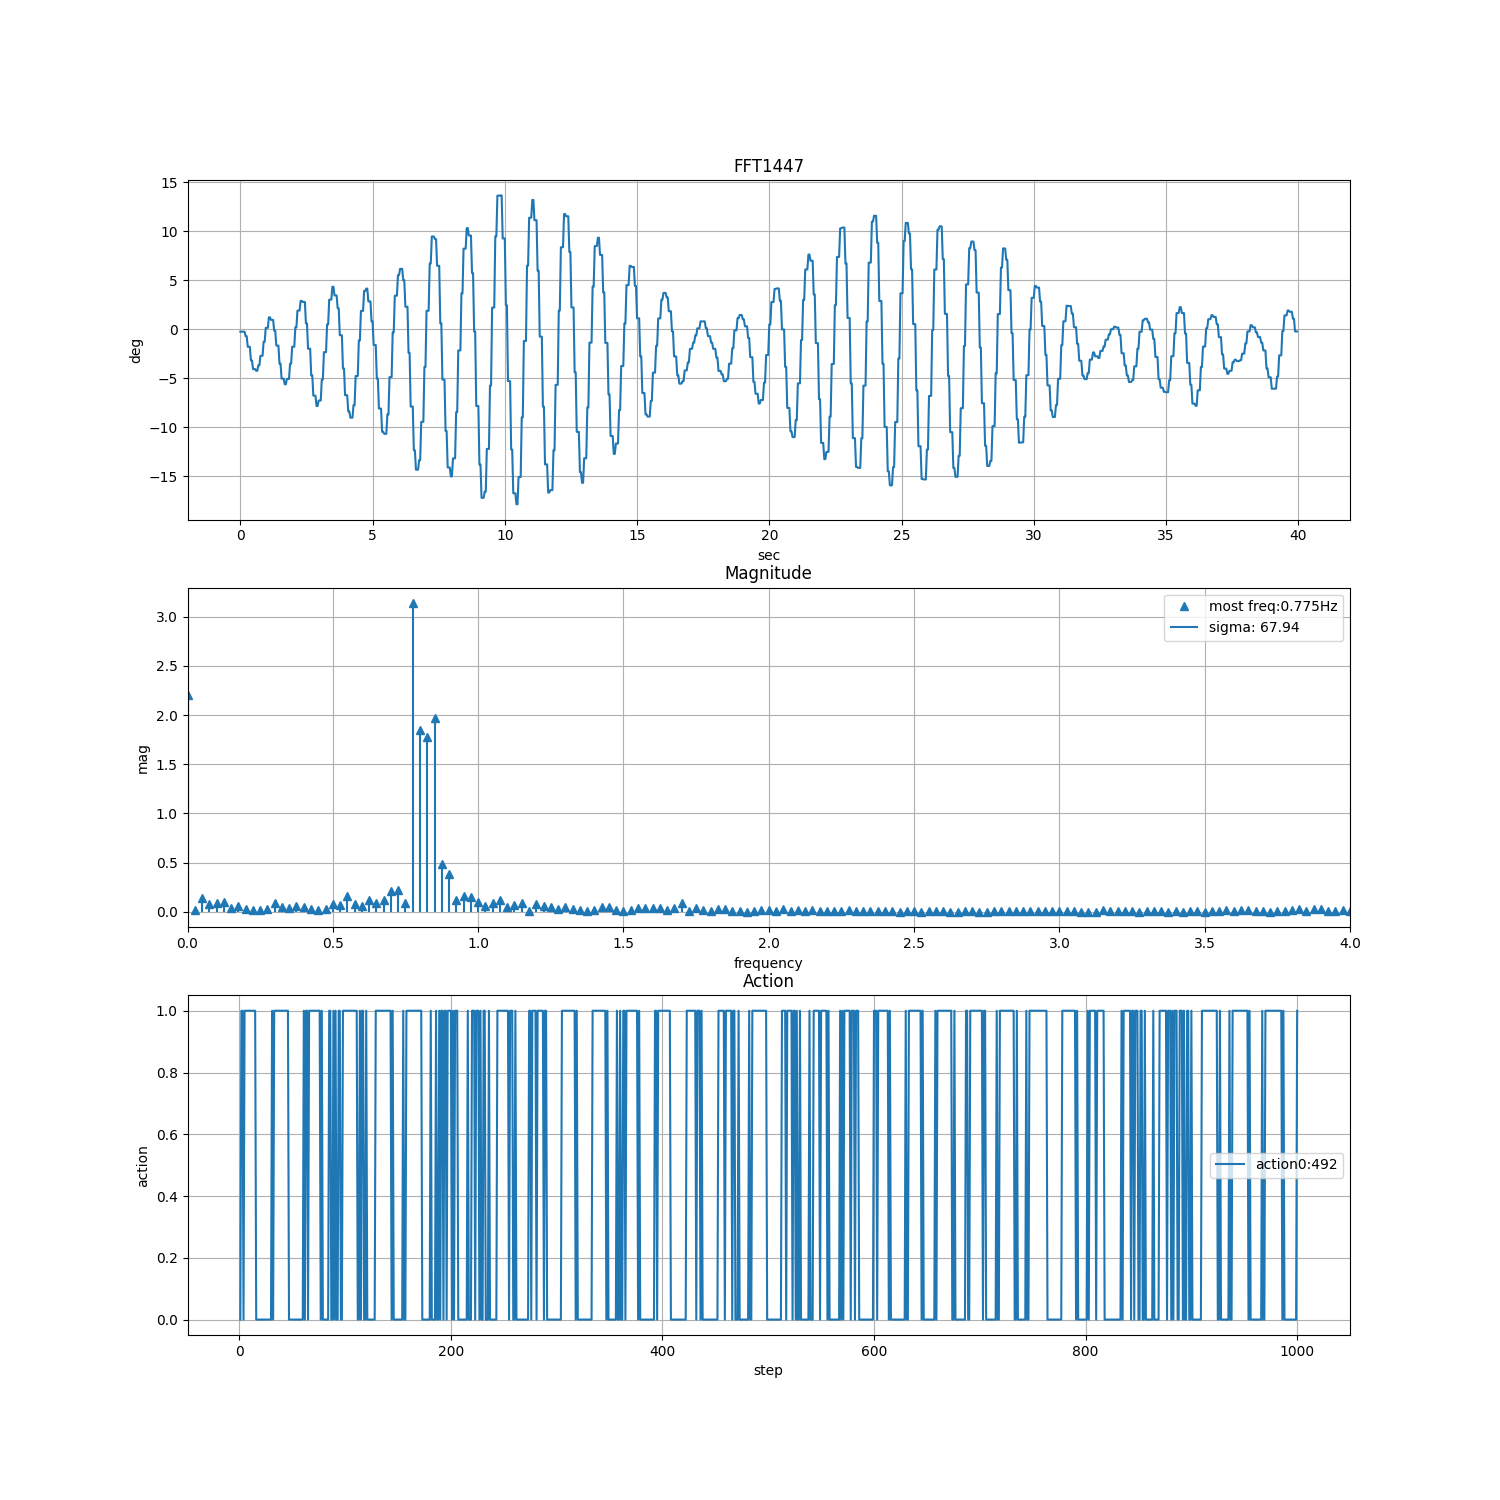 FFT1447
15
10
5
0
−5
−10
−15
deg
0 5 10 15 20 25 30 35 40
sec
Magnitude
3.0
2.5
2.0
1.5
1.0
0.5
0.0
mag
most freq:0.775Hz
sigma: 67.94
0.0 0.5 1.0 1.5 2.0 2.5 3.0 3.5 4.0
frequency
Action
1.0
0.8
0.6
0.4
0.2
0.0
action
action0:492
0 200 400 600 800 1000
step